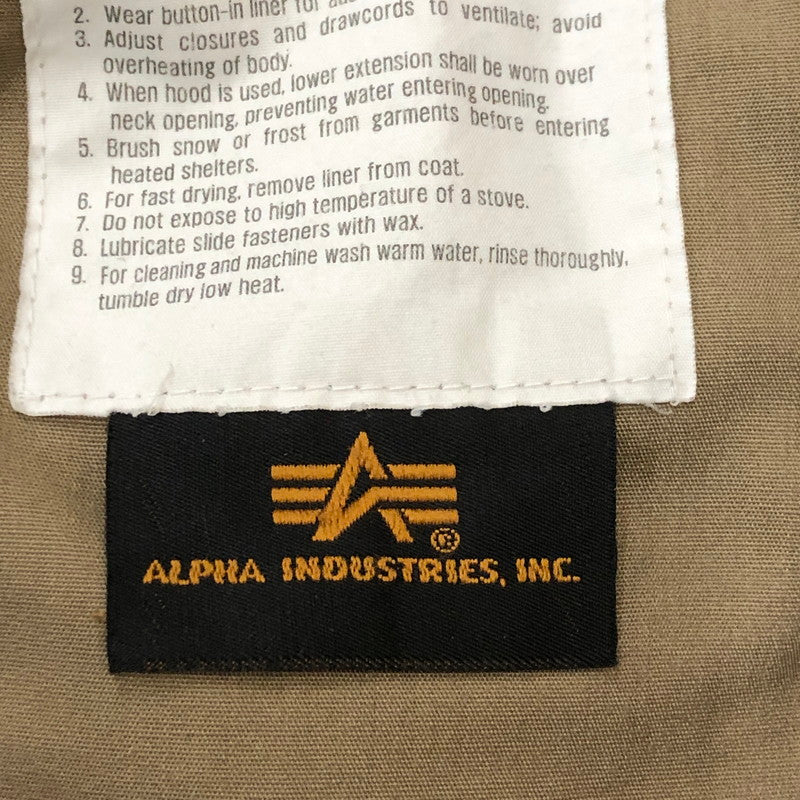 2. Wear button-in liner for
3. Adjust closures and drawcords to ventilate; avoid
overheating of body.
4. When hood is used, lower extension shall be worn over
neck opening, preventing water entering opening.
5. Brush snow or frost from garments before entering
heated shelters.
6. For fast drying, remove liner from coat.
7. Do not expose to high temperature of a stove.
8. Lubricate slide fasteners with wax.
9. For cleaning and machine wash warm water, rinse thoroughly,
tumble dry low heat.
®
ALPHA INDUSTRIES, INC.